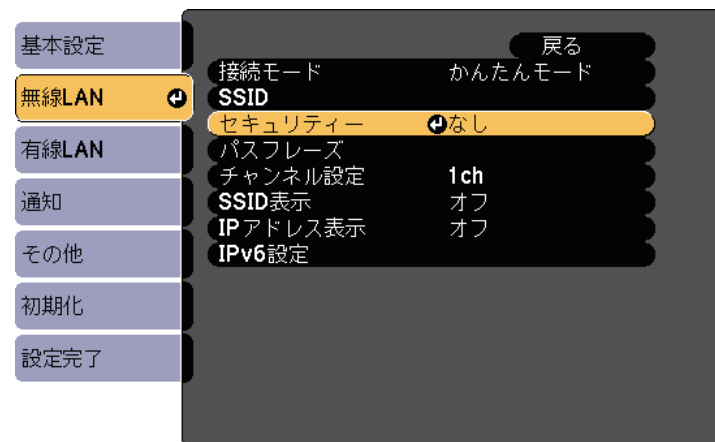 基本設定
無線LAN
有線LAN
通知
その他
初期化
設定完了
戻る
接続モード かんたんモード
SSID
セキュリティー なし
パスフレーズ
チャンネル設定 1ch
SSID表示 オフ
IPアドレス表示 オフ
IPv6設定